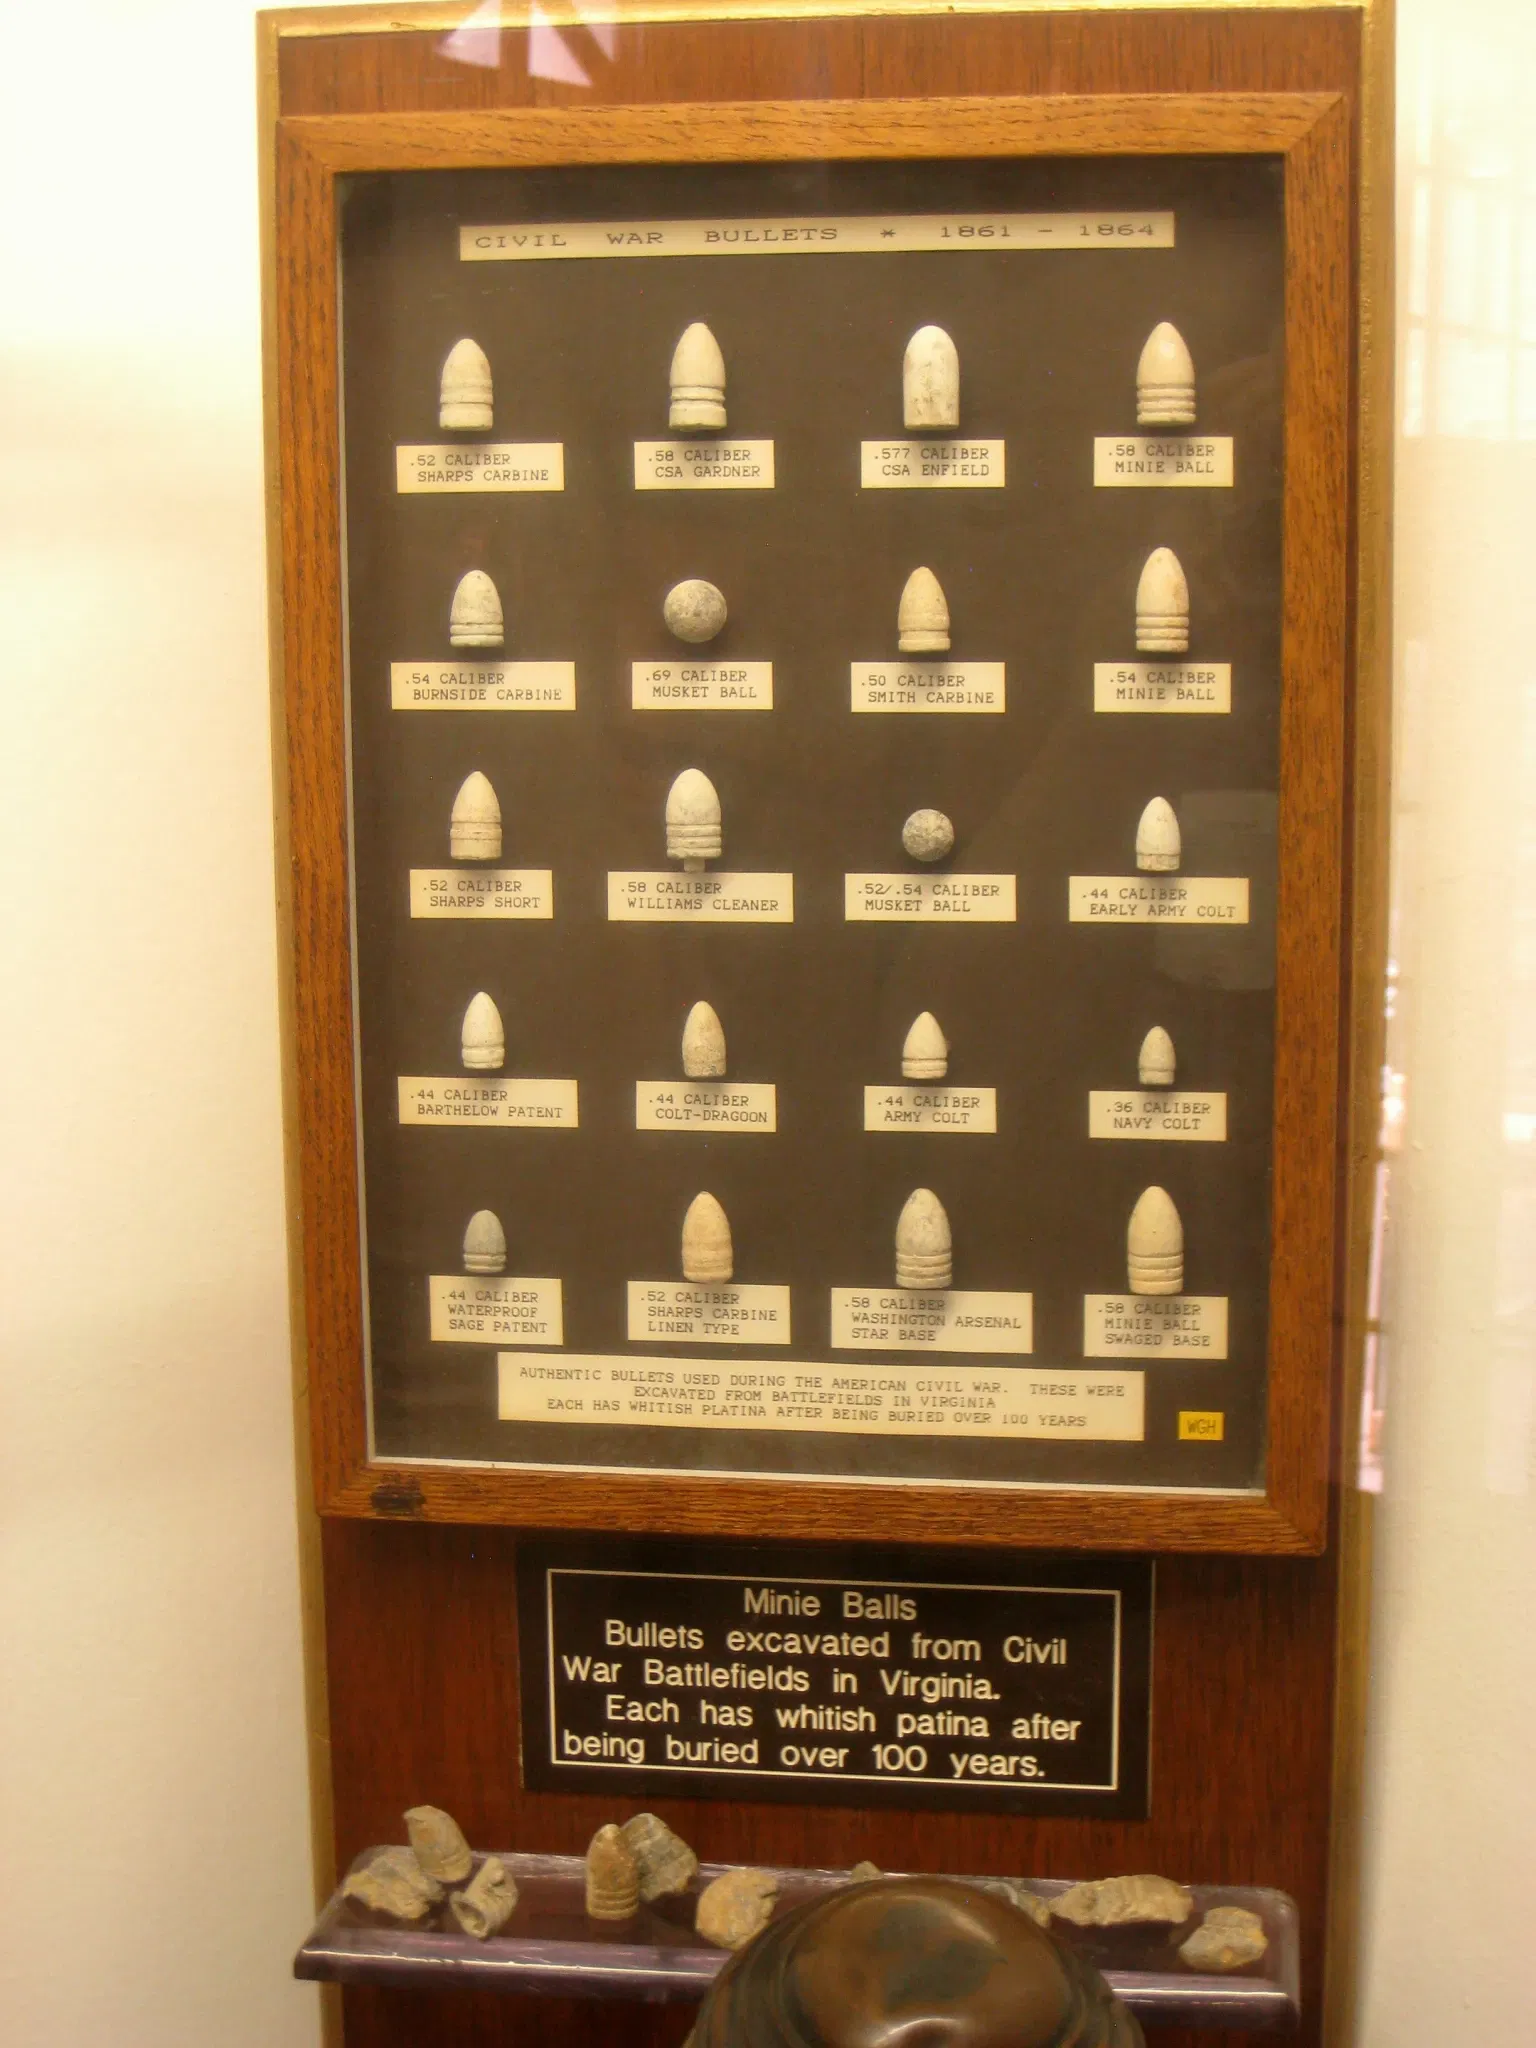 CIVIL WAR BULLETS * 1861 - 1864
.52 CALIBER
SHARPS CARBINE
.58 CALIBER
CSA GARDNER
.577 CALIBER
CSA ENFIELD
.58 CALIBER
MINIE BALL
.54 CALIBER
BURNSIDE CARBINE
.69 CALIBER
MUSKET BALL
.50 CALIBER
SMITH CARBINE
.54 CALIBER
MINIE BALL
.52 CALIBER
SHARPS SHORT
.58 CALIBER
WILLIAMS CLEANER
.52/.54 CALIBER
MUSKET BALL
.44 CALIBER
EARLY ARMY COLT
.44 CALIBER
BARTHELOW PATENT
.44 CALIBER
COLT-DRAGOON
.44 CALIBER
ARMY COLT
.36 CALIBER
NAVY COLT
.44 CALIBER
WATERPROOF
SAGE PATENT
.52 CALIBER
SHARPS CARBINE
LINEN TYPE
.58 CALIBER
WASHINGTON ARSENAL
STAR BASE
.58 CALIBER
MINIE BALL
SWAGED BASE
AUTHENTIC BULLETS USED DURING THE AMERICAN CIVIL WAR. THESE WERE
EXCAVATED FROM BATTLEFIELDS IN VIRGINIA
EACH HAS WHITISH PLATINA AFTER BEING BURIED OVER 100 YEARS
WGH
Minie Balls
Bullets excavated from Civil
War Battlefields in Virginia.
Each has whitish patina after
being buried over 100 years.